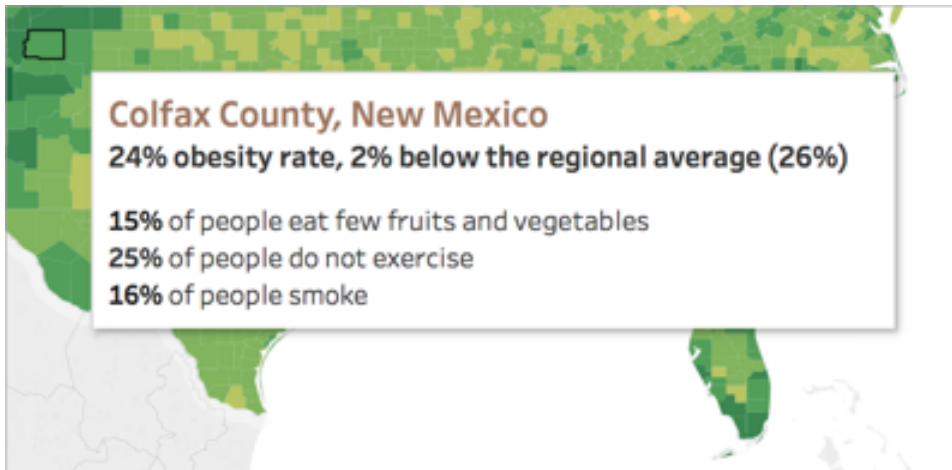 Colfax County, New Mexico
24% obesity rate, 2% below the regional average (26%)
15% of people eat few fruits and vegetables
25% of people do not exercise
16% of people smoke